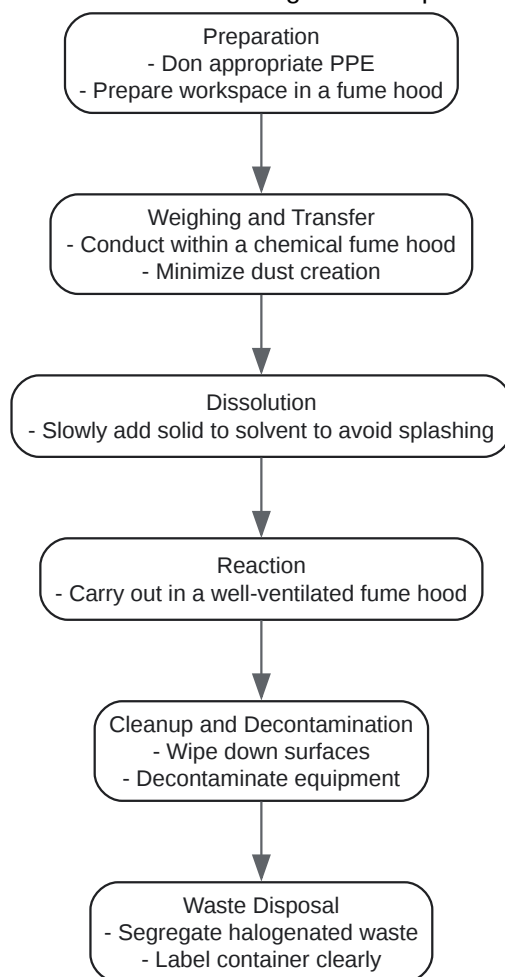 Preparation
- Don appropriate PPE
- Prepare workspace in a fume hood
Weighing and Transfer
- Conduct within a chemical fume hood
- Minimize dust creation
Dissolution
- Slowly add solid to solvent to avoid splashing
Reaction
- Carry out in a well-ventilated fume hood
Cleanup and Decontamination
- Wipe down surfaces
- Decontaminate equipment
Waste Disposal
- Segregate halogenated waste
- Label container clearly